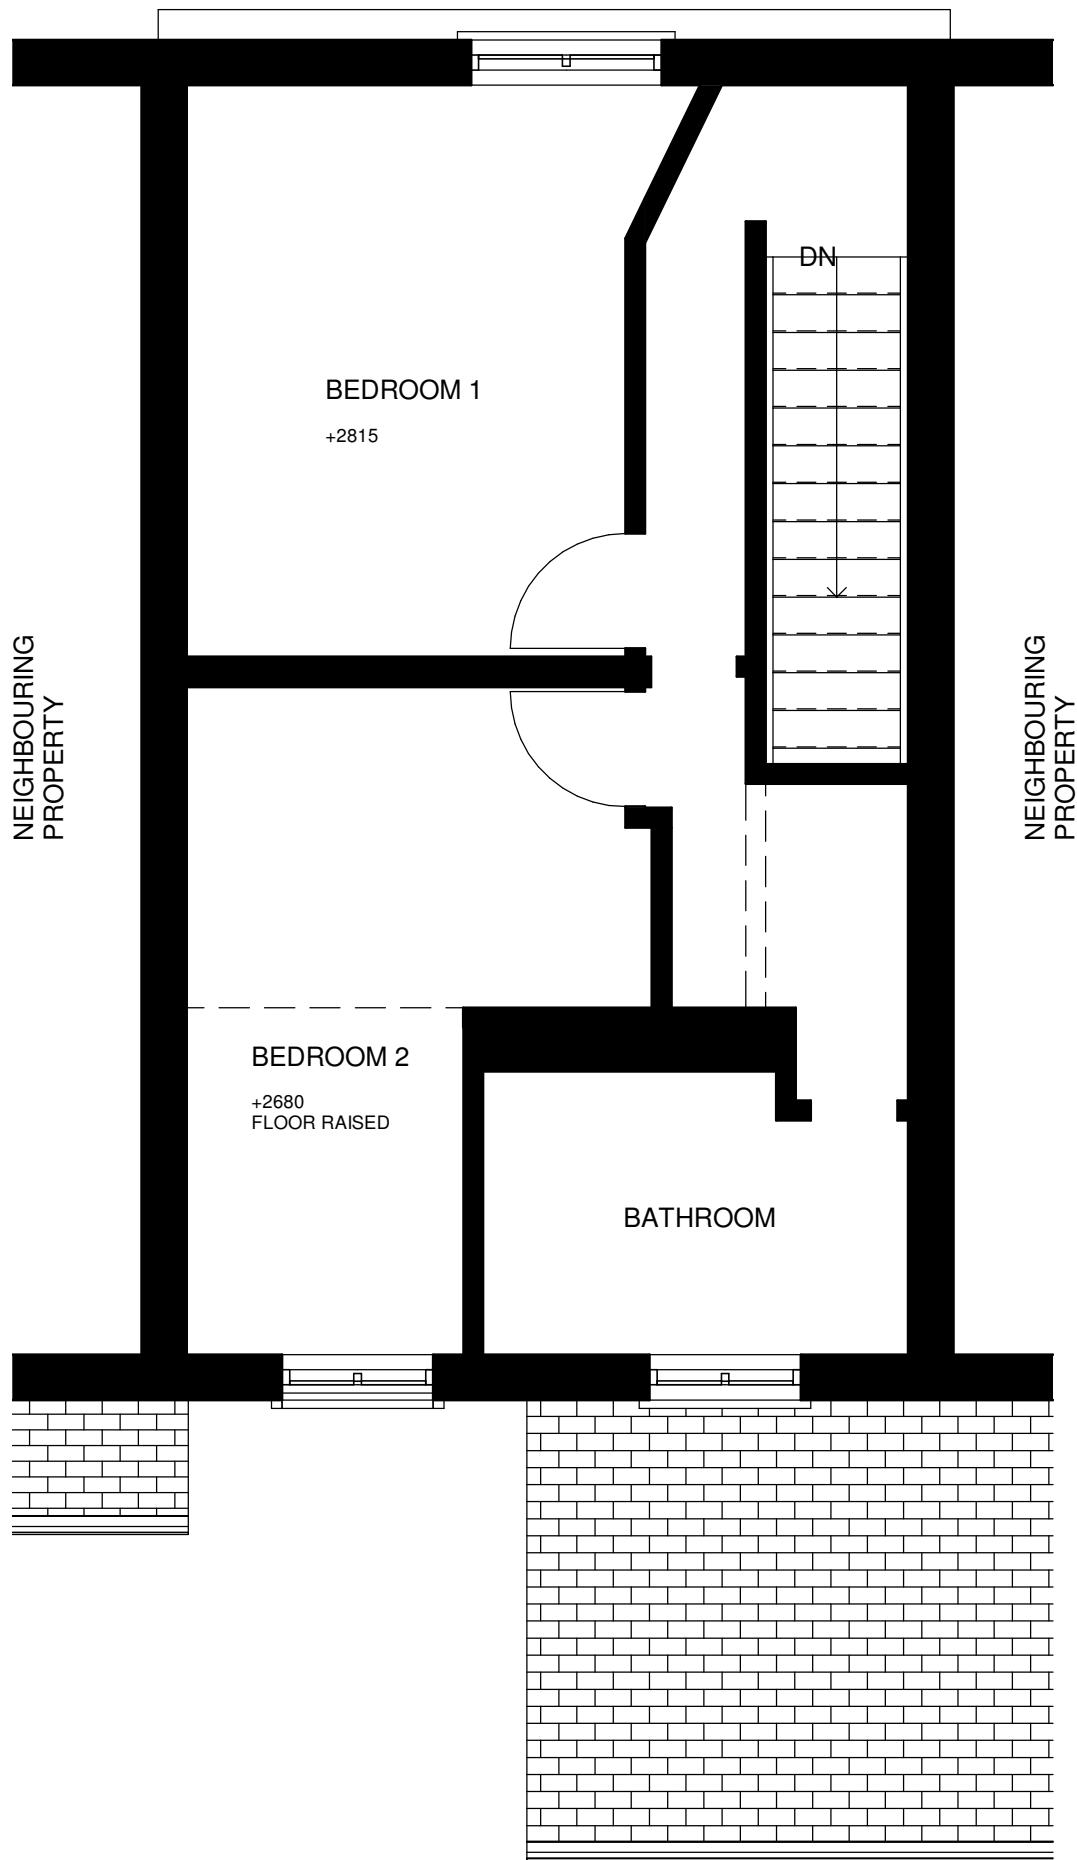 DN
BEDROOM 1
+2815
NEIGHBOURING
PROPERTY
NEIGHBOURING
PROPERTY
BEDROOM 2
+2680
FLOOR RAISED
BATHROOM